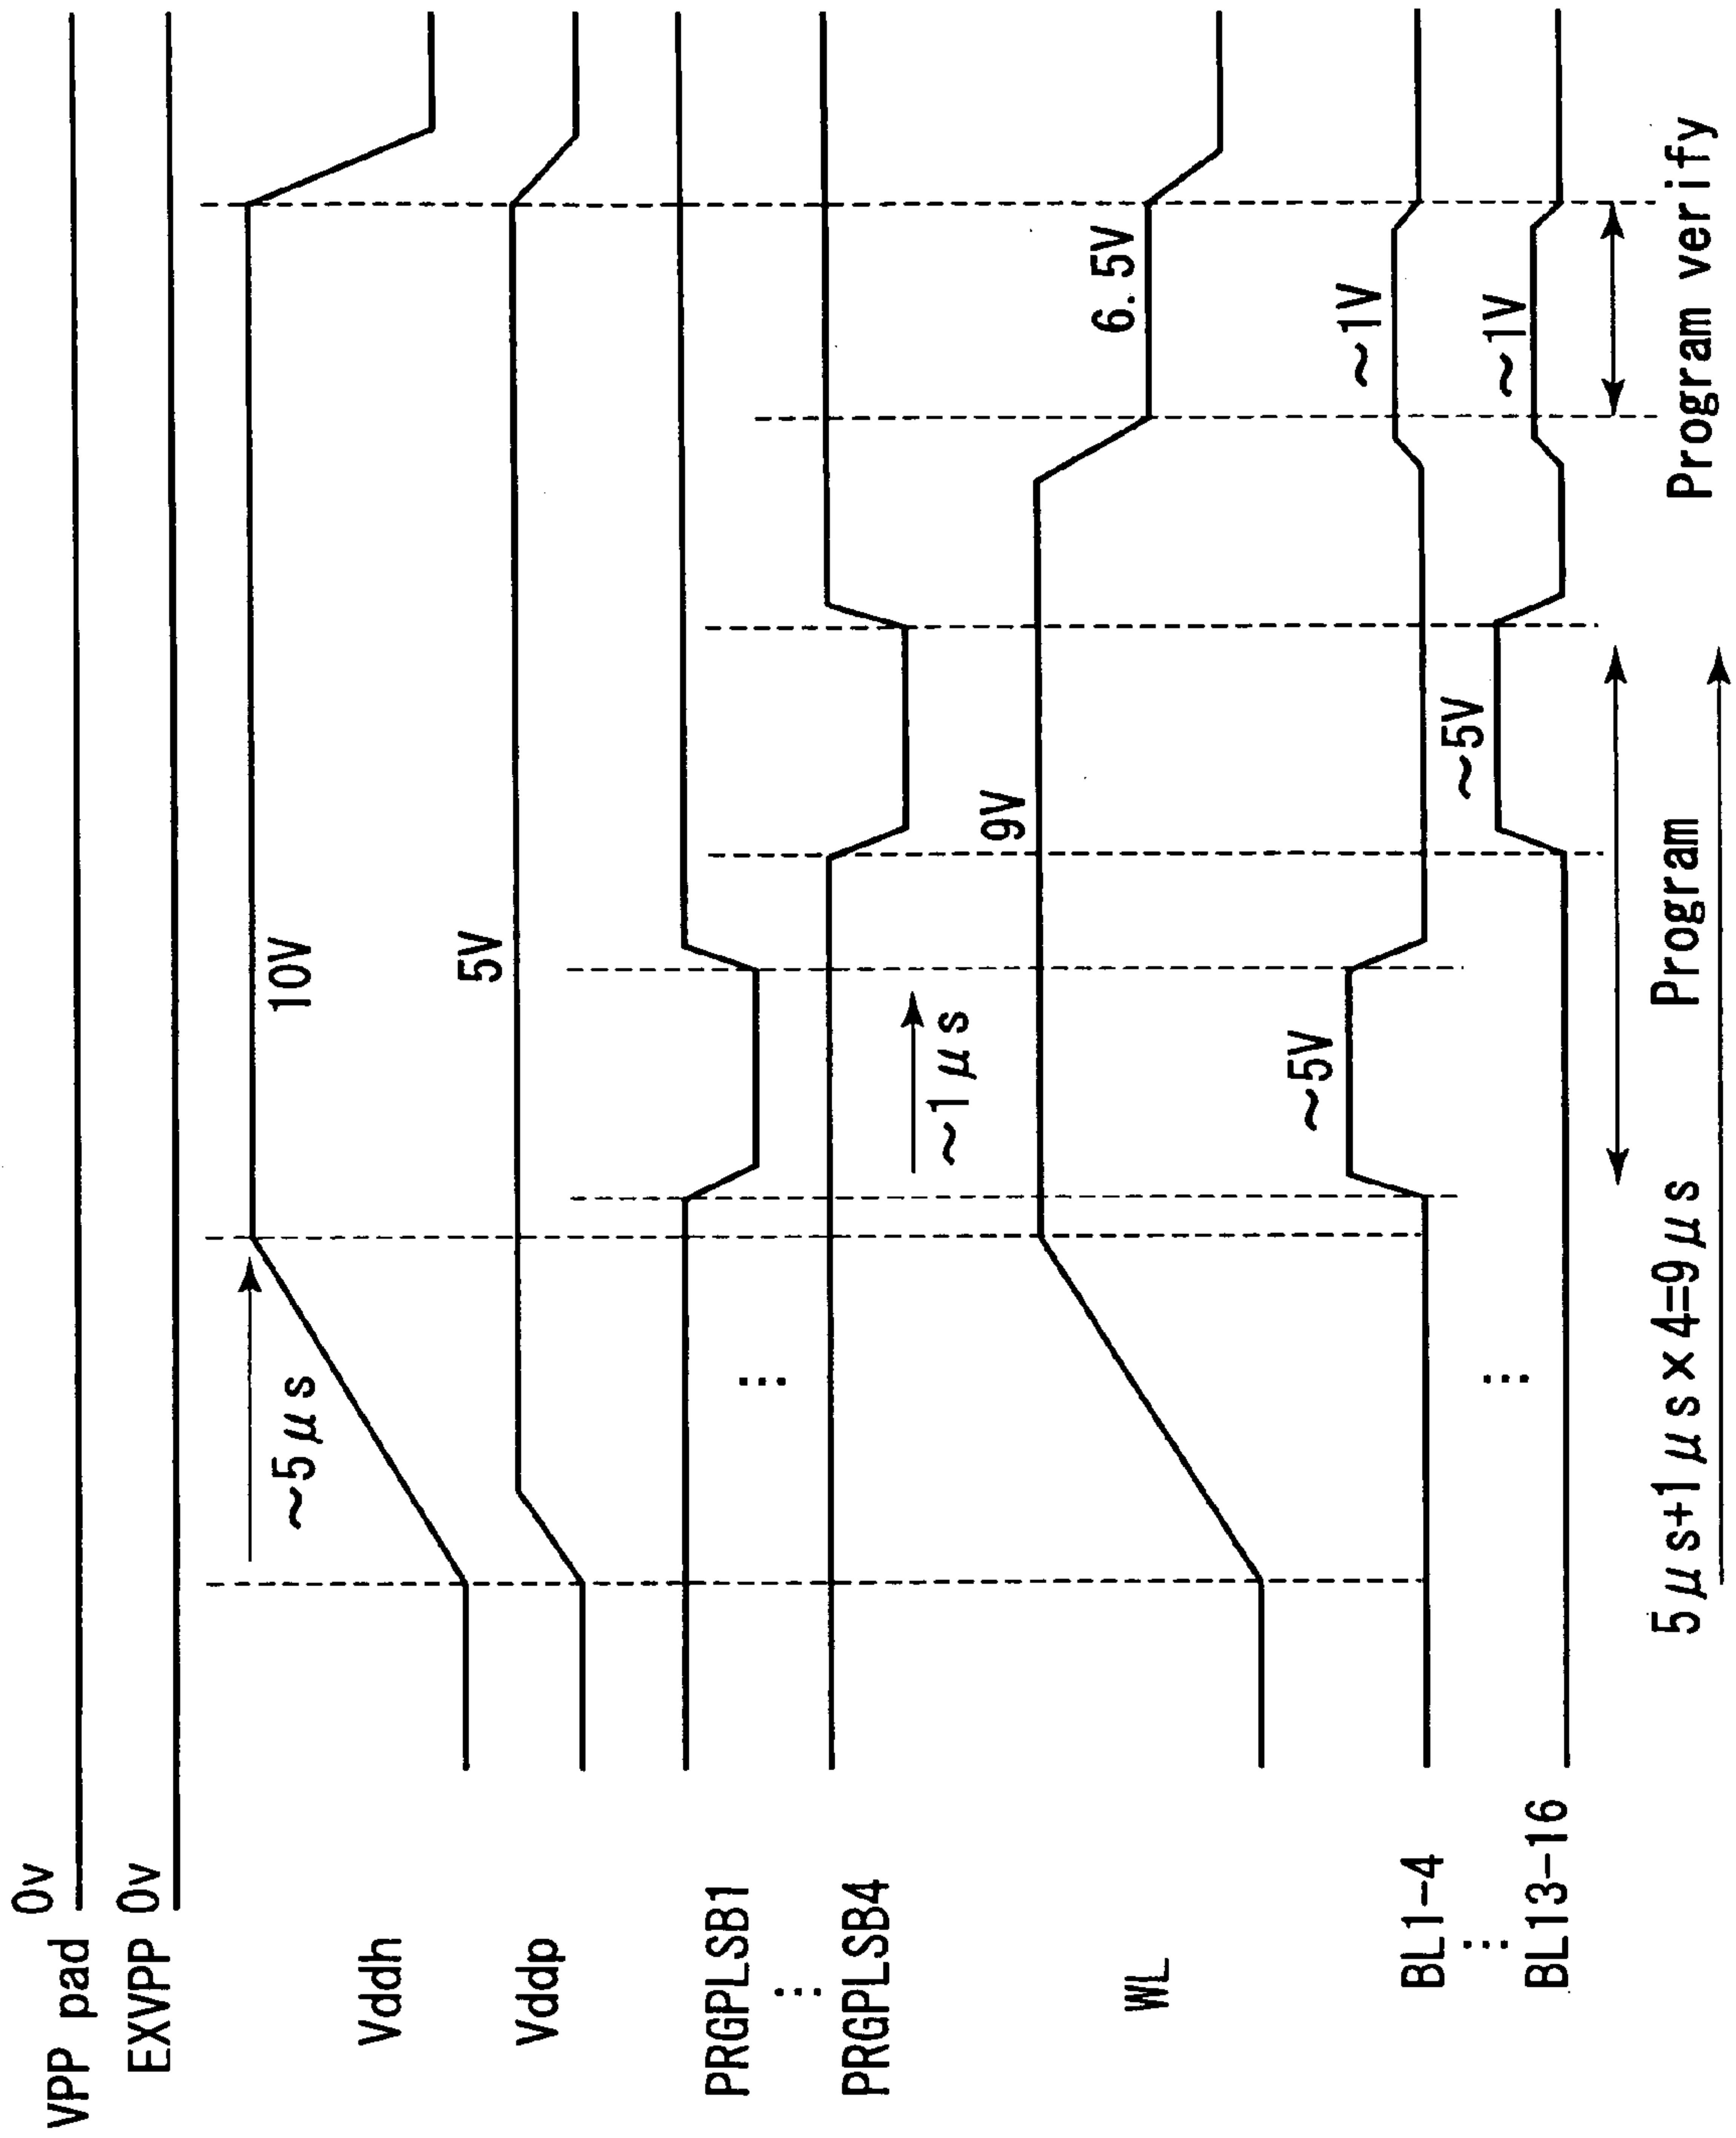 VPP pad 0v
EXVPP 0v
Vddh
~5μs
10V
Vddp
5V
PRGPLSB1
⋮
⋮
PRGPLSB4
~1μs
WL
9V
6.5V
BL1-4
~5V
~1V
⋮
⋮
BL13-16
~5V
~1V
Program
Program verify
5μs+1μs×4=9μs